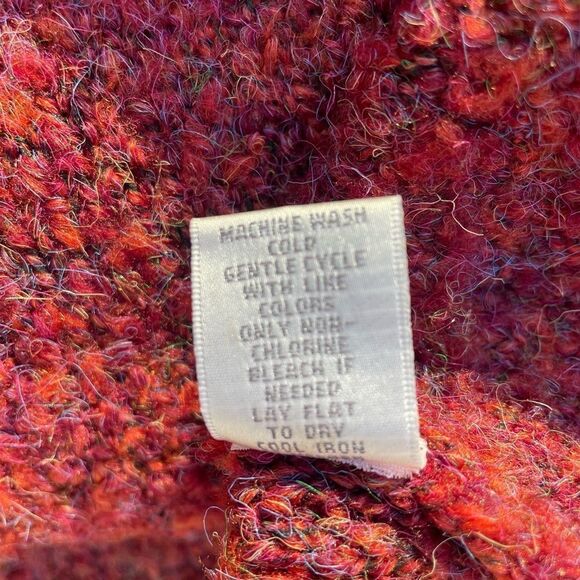 MACHINE WASH
COLD
GENTLE CYCLE
WITH LIKE
COLORS
ONLY NON-
CHLORINE
BLEACH IF
NEEDED
LAY FLAT
TO DRY
COOL IRON